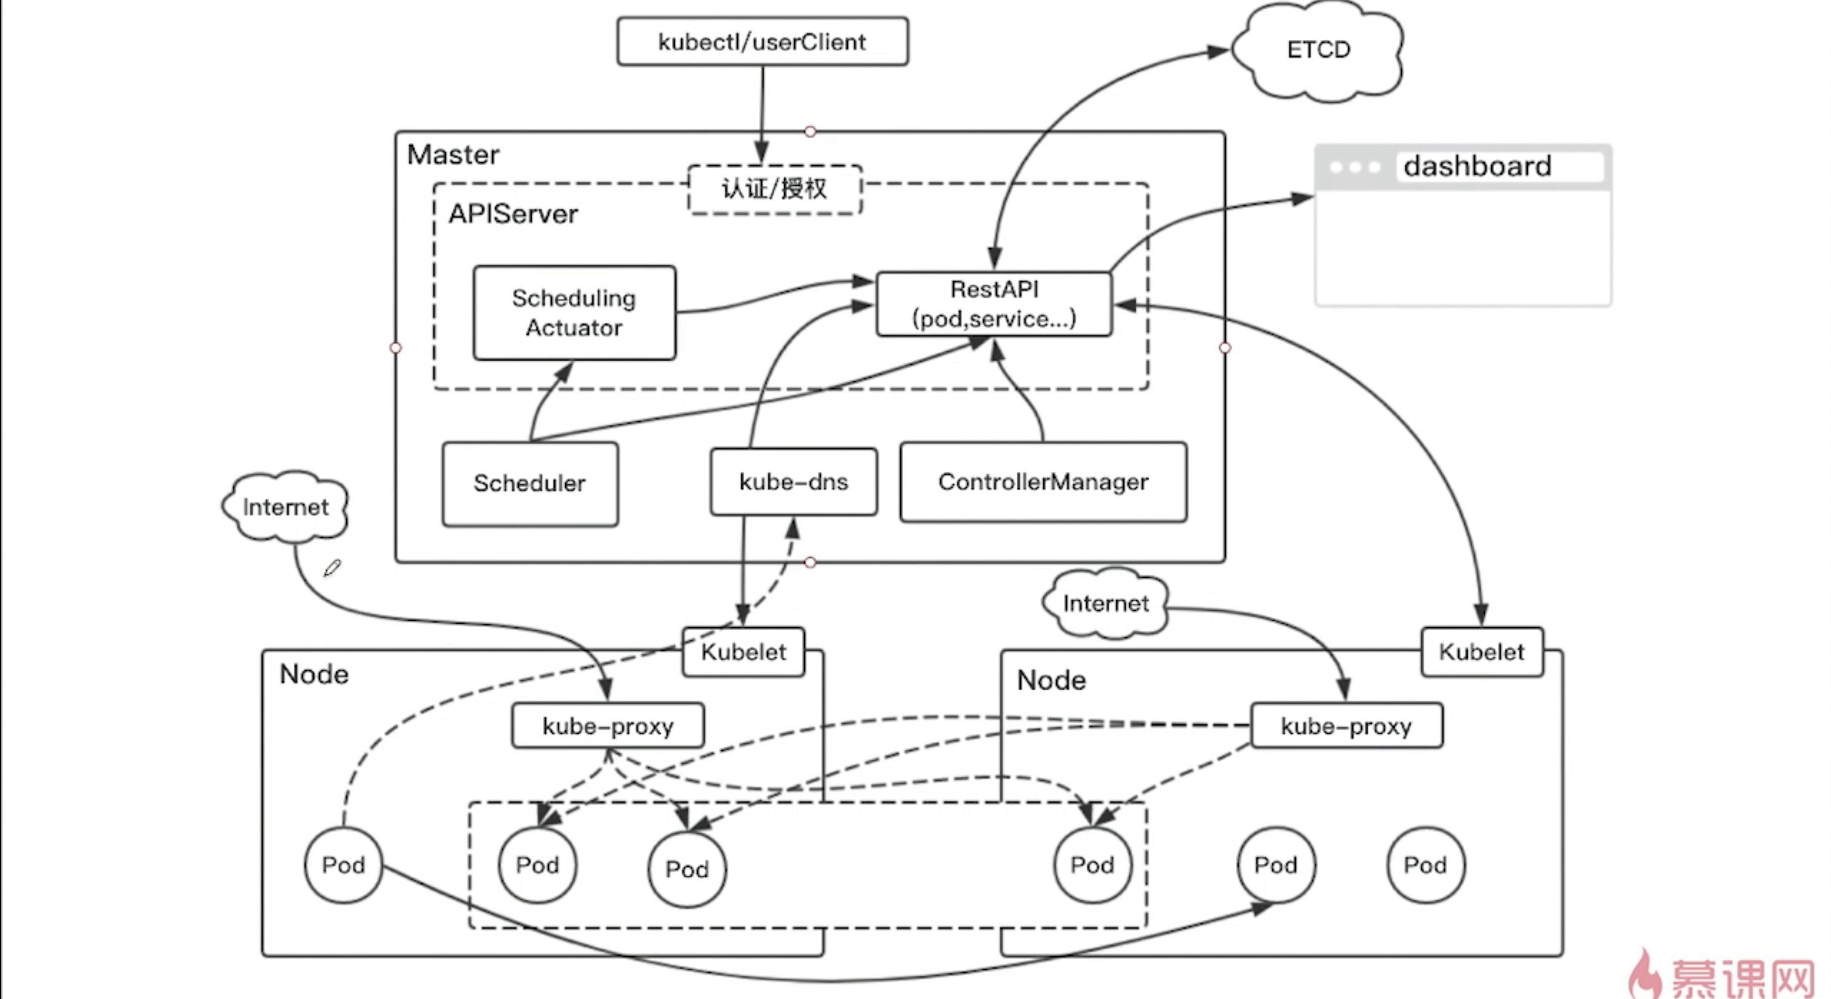 kubectl/userClient
ETCD
Master
认证/授权
dashboard
APIServer
Scheduling
Actuator
RestAPI
(pod,service...)
Scheduler
kube-dns
ControllerManager
Internet
Internet
Kubelet
Kubelet
Node
Node
kube-proxy
kube-proxy
Pod
Pod
Pod
Pod
Pod
Pod
慕课网